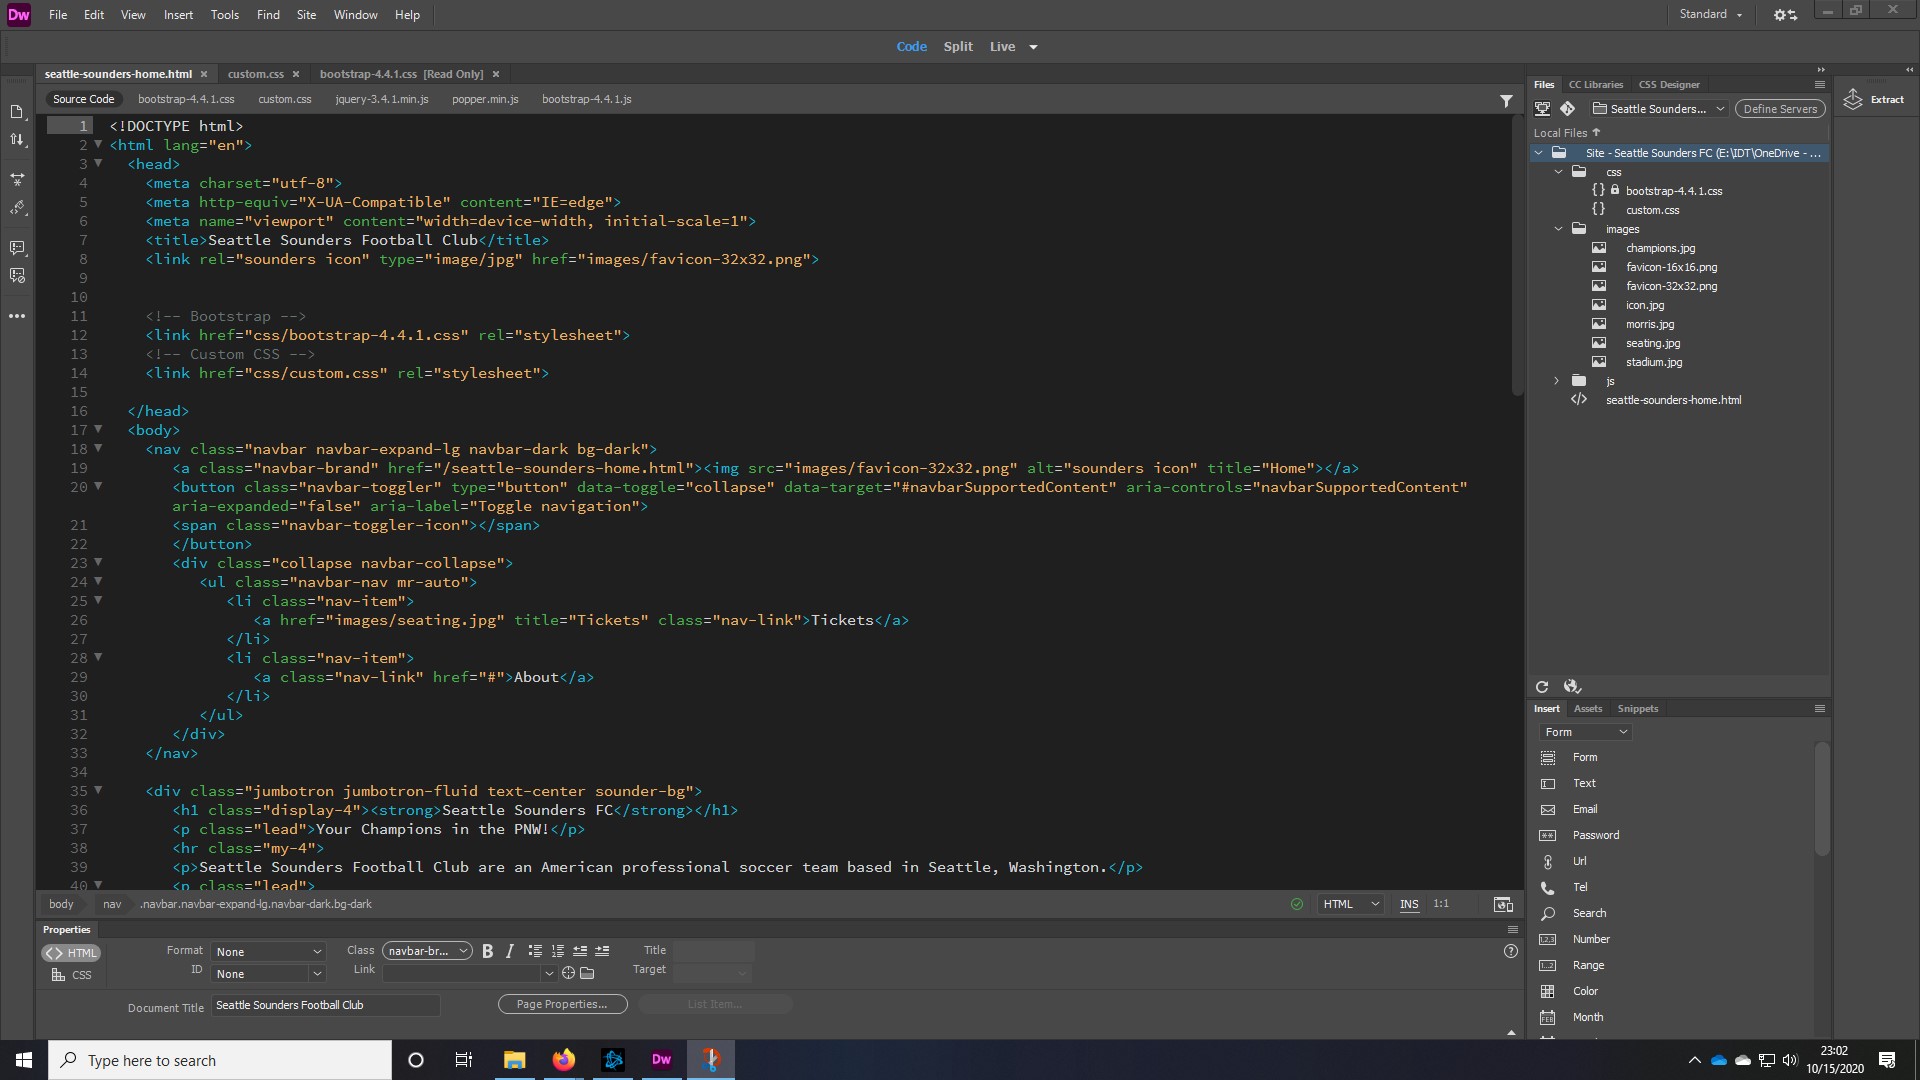 Dw File Edit View Insert Tools Find Site Window Help Standard
Code Split Live
seattle-sounders-home.html × custom.css × bootstrap-4.4.1.css [Read Only] ×
Source Code bootstrap-4.4.1.css custom.css jquery-3.4.1.min.js popper.min.js bootstrap-4.4.1.js
1 <!DOCTYPE html>
2 <html lang="en">
3 <head>
4 <meta charset="utf-8">
5 <meta http-equiv="X-UA-Compatible" content="IE=edge">
6 <meta name="viewport" content="width=device-width, initial-scale=1">
7 <title>Seattle Sounders Football Club</title>
8 <link rel="sounders icon" type="image/jpg" href="images/favicon-32x32.png">
9
10
11 <!-- Bootstrap -->
12 <link href="css/bootstrap-4.4.1.css" rel="stylesheet">
13 <!-- Custom CSS -->
14 <link href="css/custom.css" rel="stylesheet">
15
16 </head>
17 <body>
18 <nav class="navbar navbar-expand-lg navbar-dark bg-dark">
19 <a class="navbar-brand" href="/seattle-sounders-home.html"><img src="images/favicon-32x32.png" alt="sounders icon" title="Home"></a>
20 <button class="navbar-toggler" type="button" data-toggle="collapse" data-target="#navbarSupportedContent" aria-controls="navbarSupportedContent"
aria-expanded="false" aria-label="Toggle navigation">
21 <span class="navbar-toggler-icon"></span>
22 </button>
23 <div class="collapse navbar-collapse">
24 <ul class="navbar-nav mr-auto">
25 <li class="nav-item">
26 <a href="images/seating.jpg" title="Tickets" class="nav-link">Tickets</a>
27 </li>
28 <li class="nav-item">
29 <a class="nav-link" href="#">About</a>
30 </li>
31 </ul>
32 </div>
33 </nav>
34
35 <div class="jumbotron jumbotron-fluid text-center sounder-bg">
36 <h1 class="display-4"><strong>Seattle Sounders FC</strong></h1>
37 <p class="lead">Your Champions in the PNW!</p>
38 <hr class="my-4">
39 <p>Seattle Sounders Football Club are an American professional soccer team based in Seattle, Washington.</p>
40 <p class="lead">
body nav .navbar.navbar-expand-lg.navbar-dark.bg-dark HTML INS 1:1
Properties
<> HTML Format None Class navbar-br... B I Title
CSS ID None Link Target
Document Title Seattle Sounders Football Club Page Properties... List Item...
Files CC Libraries CSS Designer
Seattle Sounders... Define Servers
Local Files
Site - Seattle Sounders FC (E:\IDT\OneDrive - ...
css
{} bootstrap-4.4.1.css
{} custom.css
images
champions.jpg
favicon-16x16.png
favicon-32x32.png
icon.jpg
morris.jpg
seating.jpg
stadium.jpg
js
</> seattle-sounders-home.html
Insert Assets Snippets
Form
Form
Text
Email
Password
Url
Tel
Search
Number
Range
Color
Month
Extract
Type here to search
Dw
23:02
10/15/2020